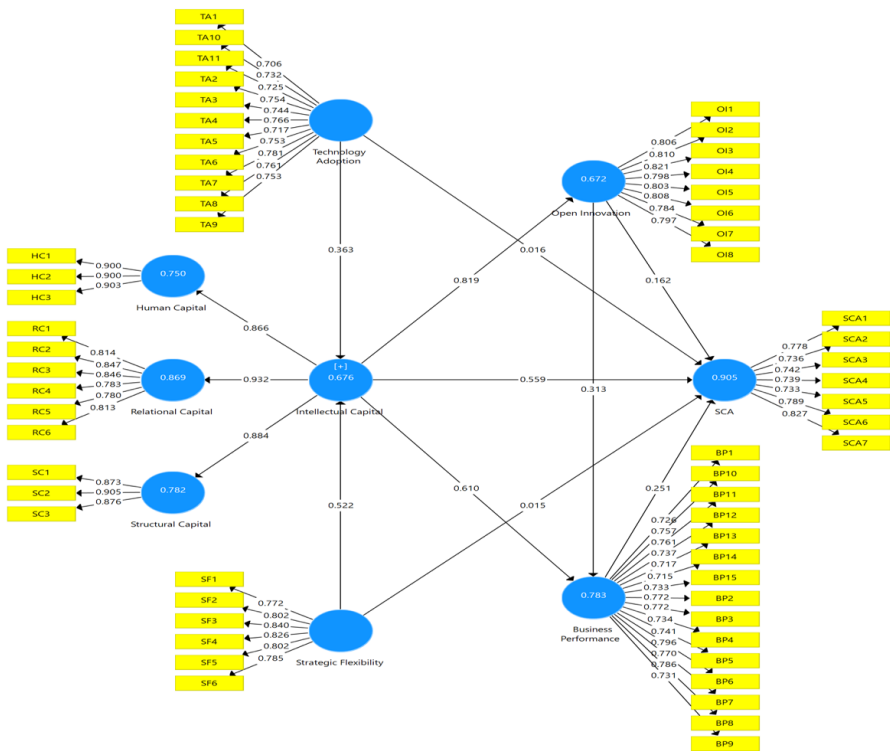 TA1
TA10
TA11
TA2
TA3
TA4
TA5
TA6
TA7
TA8
TA9
0.706
0.732
0.725
0.754
0.744
0.766
0.717
0.753
0.781
0.761
0.753
Technology
Adoption
OI1
OI2
OI3
OI4
OI5
OI6
OI7
OI8
0.806
0.810
0.821
0.798
0.803
0.808
0.784
0.797
0.672
Open Innovation
HC1
HC2
HC3
0.900
0.900
0.903
0.750
Human Capital
0.363
0.819
0.016
0.162
0.866
RC1
RC2
RC3
RC4
RC5
RC6
0.814
0.847
0.846
0.783
0.780
0.813
0.869
Relational Capital
0.932
[+]
0.676
Intellectual Capital
0.559
0.313
0.905
SCA
SCA1
SCA2
SCA3
SCA4
SCA5
SCA6
SCA7
0.778
0.736
0.742
0.739
0.733
0.789
0.827
0.884
SC1
SC2
SC3
0.873
0.905
0.876
0.782
Structural Capital
0.522
0.610
0.015
0.251
SF1
SF2
SF3
SF4
SF5
SF6
0.772
0.802
0.840
0.826
0.802
0.785
Strategic Flexibility
0.783
Business
Performance
BP1
BP10
BP11
BP12
BP13
BP14
BP15
BP2
BP3
BP4
BP5
BP6
BP7
BP8
BP9
0.726
0.757
0.761
0.737
0.717
0.715
0.733
0.772
0.772
0.734
0.741
0.796
0.770
0.786
0.731